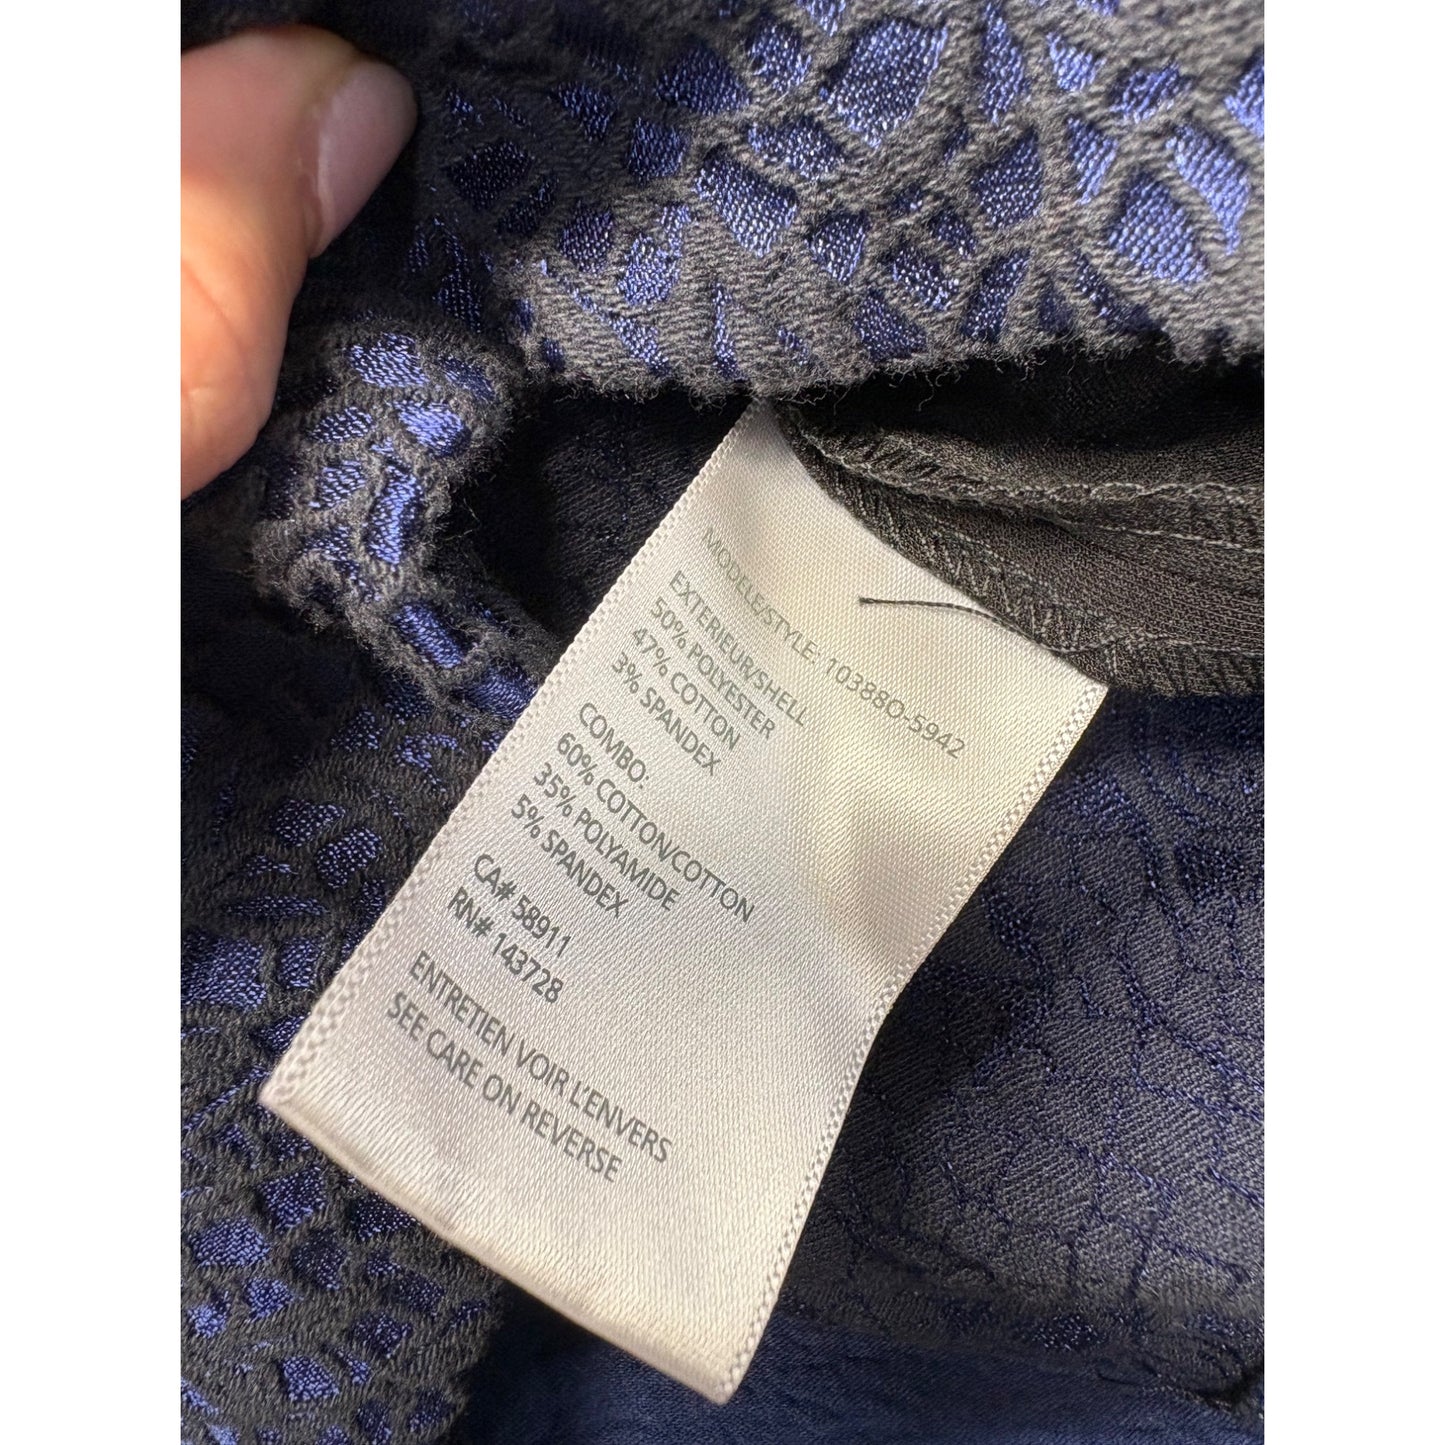 MODELE/STYLE: 103880-5942
EXTERIEUR/SHELL
50% POLYESTER
47% COTTON
3% SPANDEX
COMBO:
60% COTTON/COTTON
35% POLYAMIDE
5% SPANDEX
CA# 58911
RN# 143728
ENTRETIEN VOIR L'ENVERS
SEE CARE ON REVERSE